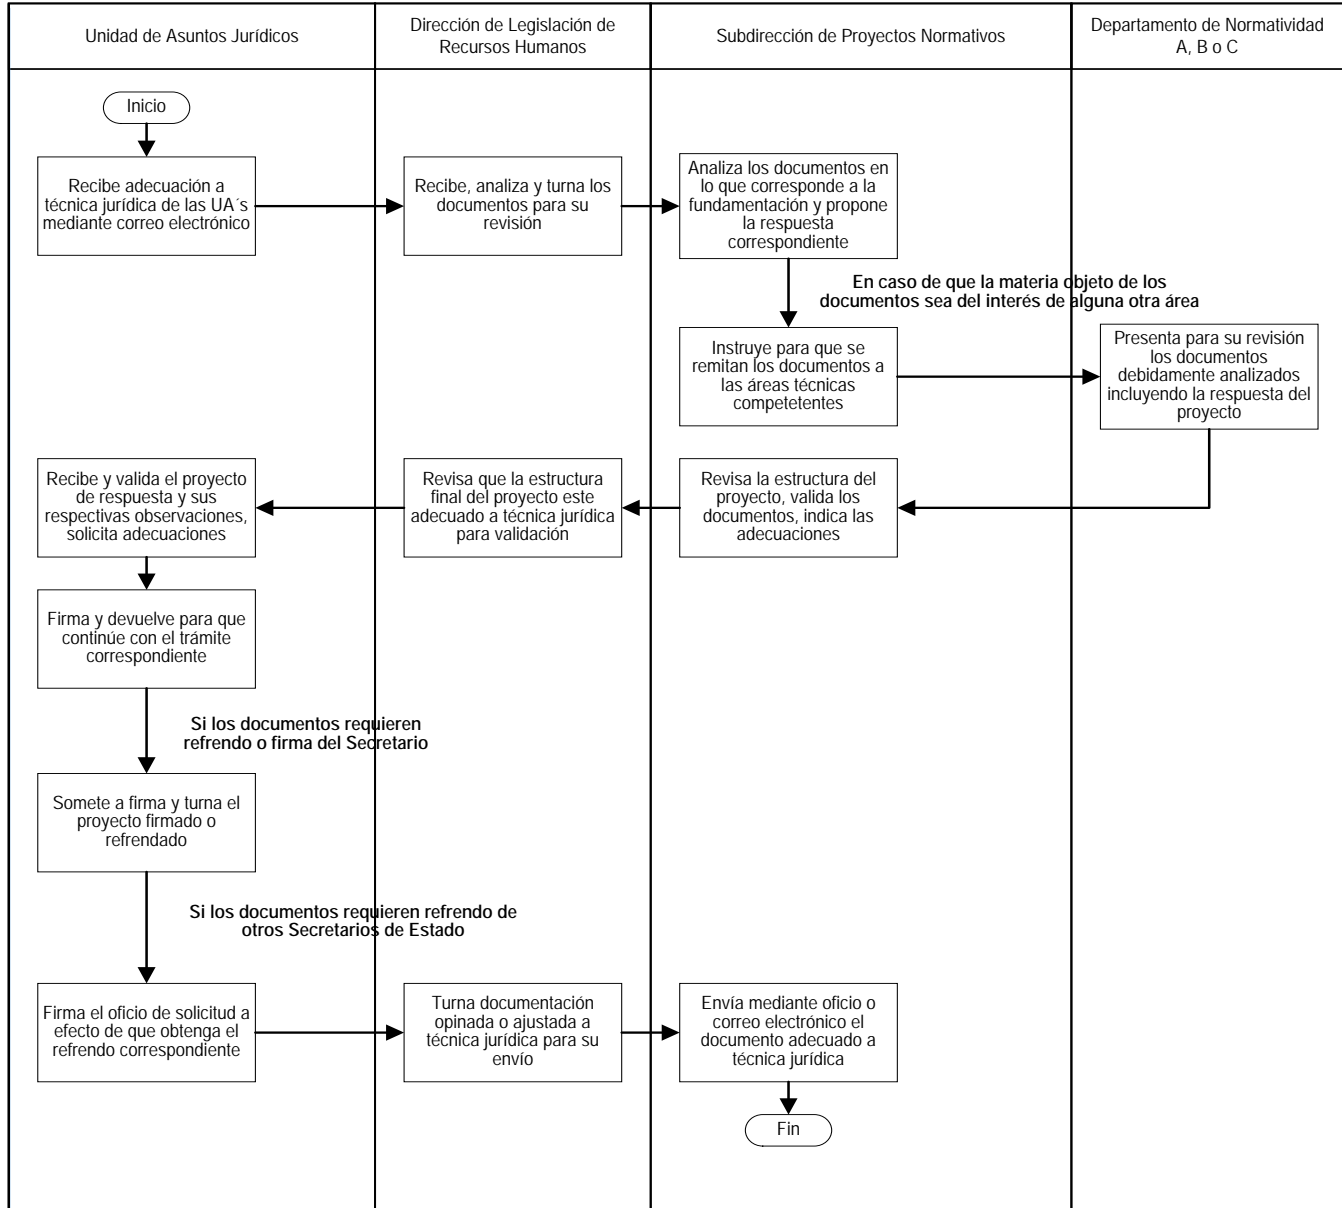 Unidad de Asuntos Jurídicos
Dirección de Legislación de
Recursos Humanos
Subdirección de Proyectos Normativos
Departamento de Normatividad
A, B o C
Inicio
Recibe adecuación a
técnica jurídica de las UA´s
mediante correo electrónico
Recibe, analiza y turna los
documentos para su
revisión
Analiza los documentos en
lo que corresponde a la
fundamentación y propone
la respuesta
correspondiente
En caso de que la materia objeto de los
documentos sea del interés de alguna otra área
Instruye para que se
remitan los documentos a
las áreas técnicas
competetentes
Presenta para su revisión
los documentos
debidamente analizados
incluyendo la respuesta del
proyecto
Recibe y valida el proyecto
de respuesta y sus
respectivas observaciones,
solicita adecuaciones
Revisa que la estructura
final del proyecto este
adecuado a técnica jurídica
para validación
Revisa la estructura del
proyecto, valida los
documentos, indica las
adecuaciones
Firma y devuelve para que
continúe con el trámite
correspondiente
Si los documentos requieren
refrendo o firma del Secretario
Somete a firma y turna el
proyecto firmado o
refrendado
Si los documentos requieren refrendo de
otros Secretarios de Estado
Firma el oficio de solicitud a
efecto de que obtenga el
refrendo correspondiente
Turna documentación
opinada o ajustada a
técnica jurídica para su
envío
Envía mediante oficio o
correo electrónico el
documento adecuado a
técnica jurídica
Fin